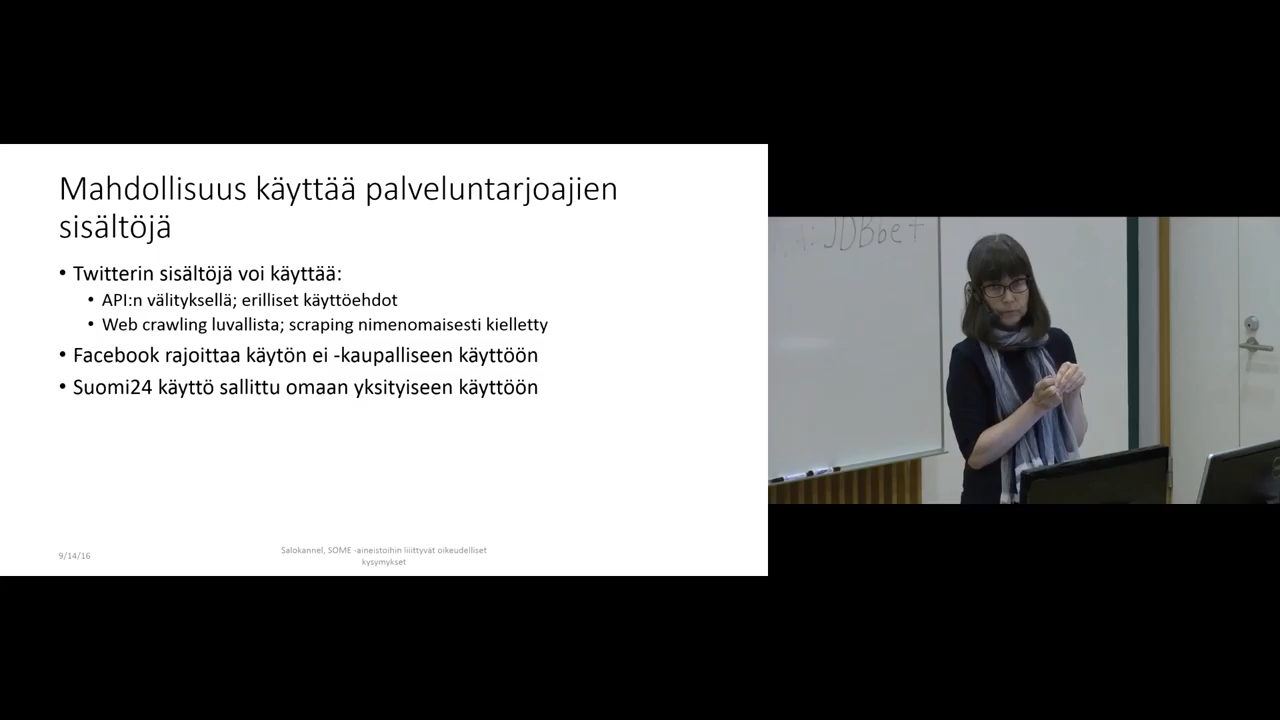 Mahdollisuus käyttää palveluntarjoajien
sisältöjä
• Twitterin sisältöjä voi käyttää:
• API:n välityksellä; erilliset käyttöehdot
• Web crawling luvallista; scraping nimenomaisesti kielletty
• Facebook rajoittaa käytön ei -kaupalliseen käyttöön
• Suomi24 käyttö sallittu omaan yksityiseen käyttöön
9/14/16
Salokannel, SOME -aineistoihin liiittyvät oikeudelliset
kysymykset